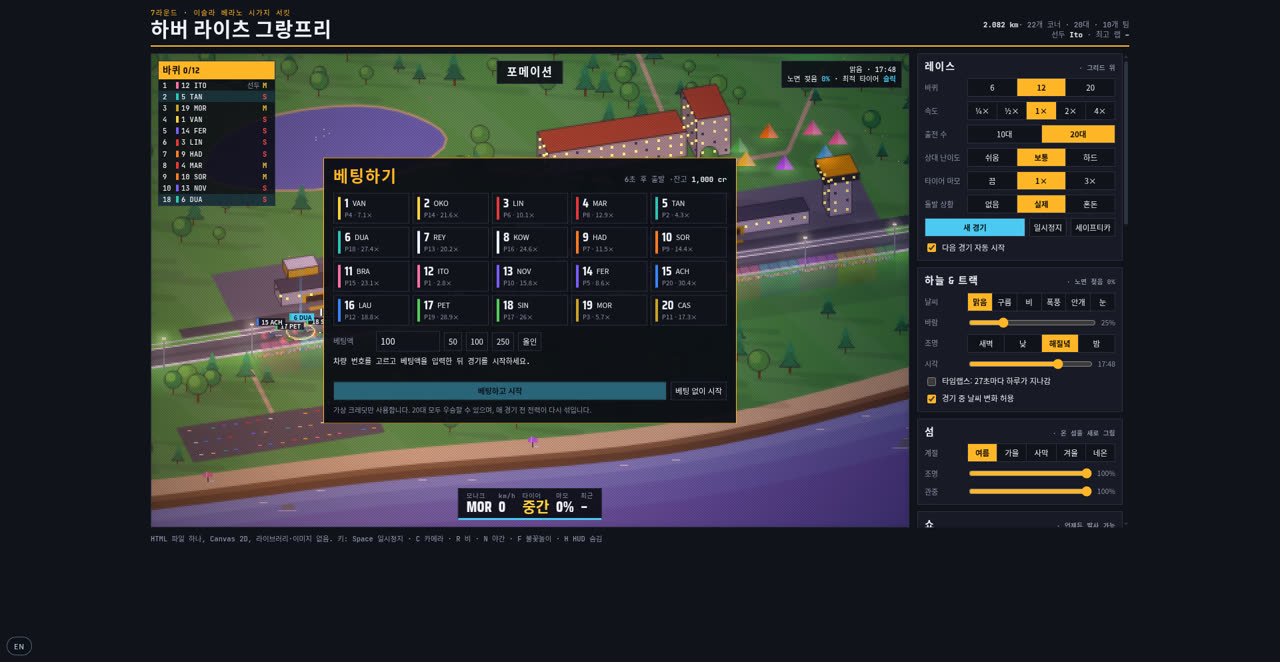 7라운드 · 이슬라 베라노 시가지 서킷
하버 라이츠 그랑프리
2.082 km · 22개 코너 · 20대 · 10개 팀
선두 Ito · 최고 랩 –
바퀴 0/12
1 12 ITO 선두 M
2 5 TAN S
3 19 MOR M
4 1 VAN S
5 14 FER S
6 3 LIN S
7 9 HAD S
8 4 MAR M
9 10 SOR M
10 13 NOV S
18 6 DUA S
포메이션
맑음 · 17:48
노면 젖음 0% · 최적 타이어 슬릭
베팅하기
6초 후 출발 ·잔고 1,000 cr
1 VAN
P4 · 7.1×
2 OKO
P14 · 21.6×
3 LIN
P6 · 10.1×
4 MAR
P8 · 12.9×
5 TAN
P2 · 4.3×
6 DUA
P18 · 27.4×
7 REY
P13 · 20.2×
8 KOW
P16 · 24.6×
9 HAD
P7 · 11.5×
10 SOR
P9 · 14.4×
11 BRA
P15 · 23.1×
12 ITO
P1 · 2.8×
13 NOV
P10 · 15.8×
14 FER
P5 · 8.6×
15 ACH
P20 · 30.4×
16 LAU
P12 · 18.8×
17 PET
P19 · 28.9×
18 SIN
P17 · 26×
19 MOR
P3 · 5.7×
20 CAS
P11 · 17.3×
베팅액 100 50 100 250 올인
차량 번호를 고르고 베팅액을 입력한 뒤 경기를 시작하세요.
베팅하고 시작 베팅 없이 시작
가상 크레딧만 사용합니다. 20대 모두 우승할 수 있으며, 매 경기 전 전력이 다시 섞입니다.
6 DUA
15 ACH
17 PET
모나크 km/h 타이어 마모 최근
MOR 0 중간 0% –
레이스 · 그리드 위
바퀴 6 12 20
속도 ¼× ½× 1× 2× 4×
출전 수 10대 20대
상대 난이도 쉬움 보통 하드
타이어 마모 끔 1× 3×
돌발 상황 없음 실제 혼돈
새 경기 일시정지 세이프티카
다음 경기 자동 시작
하늘 & 트랙 · 노면 젖음 0%
날씨 맑음 구름 비 폭풍 안개 눈
바람 25%
조명 새벽 낮 해질녘 밤
시각 17:48
타임랩스: 27초마다 하루가 지나감
경기 중 날씨 변화 허용
섬 · 온 섬을 새로 그림
계절 여름 가을 사막 겨울 네온
조명 100%
관중 100%
쇼 · 언제든 발사 가능
HTML 파일 하나, Canvas 2D, 라이브러리·이미지 없음. 키: Space 일시정지 · C 카메라 · R 비 · N 야간 · F 불꽃놀이 · H HUD 숨김
EN